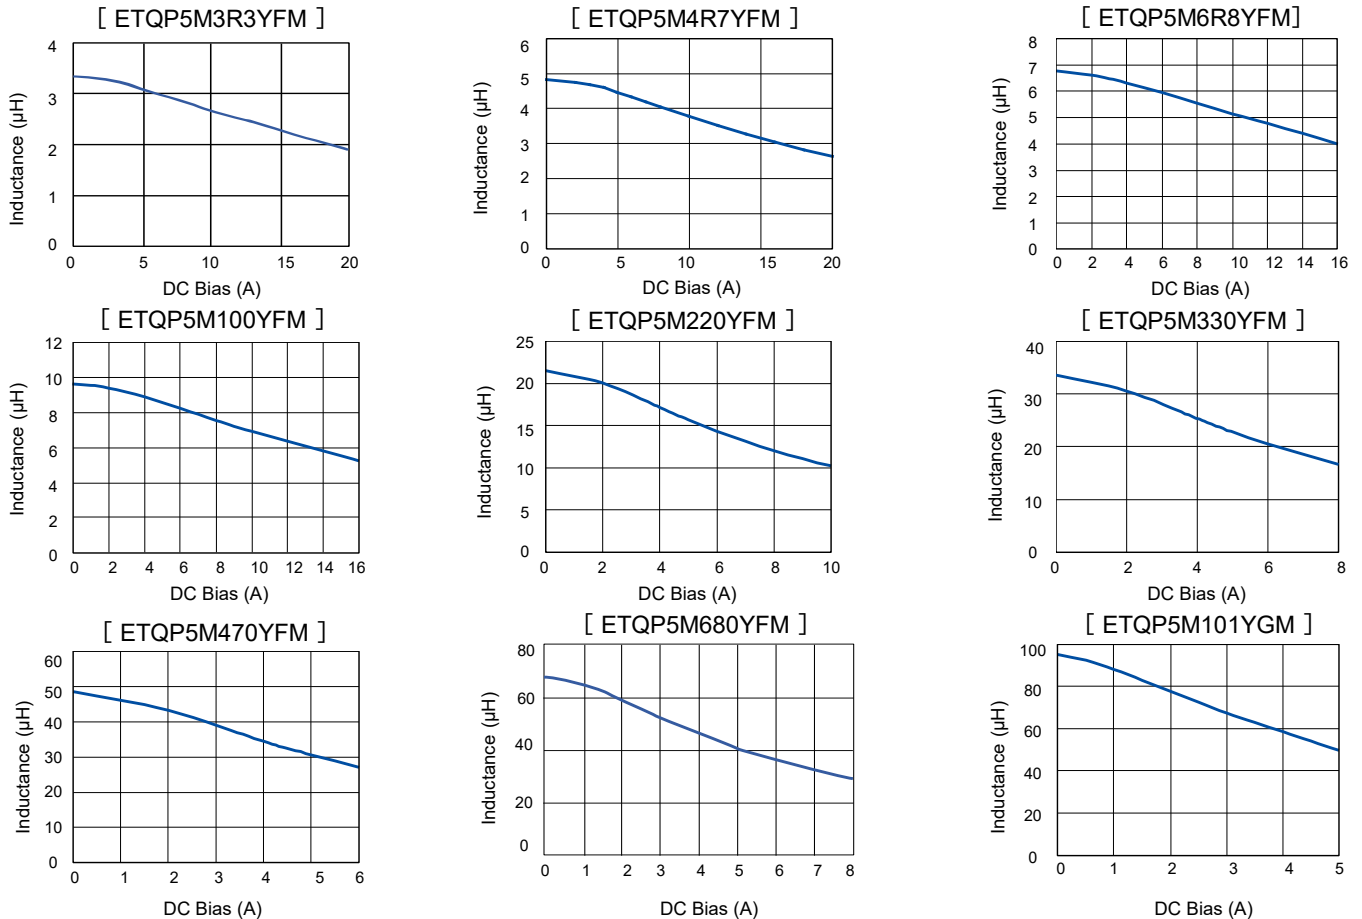 [ ETQP5M3R3YFM ]
Inductance (µH)
4
3
2
1
0
0 5 10 15 20
DC Bias (A)
[ ETQP5M4R7YFM ]
Inductance (µH)
6
5
4
3
2
1
0
0 5 10 15 20
DC Bias (A)
[ ETQP5M6R8YFM]
Inductance (µH)
8
7
6
5
4
3
2
1
0
0 2 4 6 8 10 12 14 16
DC Bias (A)
[ ETQP5M100YFM ]
Inductance (µH)
12
10
8
6
4
2
0
0 2 4 6 8 10 12 14 16
DC Bias (A)
[ ETQP5M220YFM ]
Inductance (µH)
25
20
15
10
5
0
0 2 4 6 8 10
DC Bias (A)
[ ETQP5M330YFM ]
Inductance (µH)
40
30
20
10
0
0 2 4 6 8
DC Bias (A)
[ ETQP5M470YFM ]
Inductance (µH)
60
50
40
30
20
10
0
0 1 2 3 4 5 6
DC Bias (A)
[ ETQP5M680YFM ]
Inductance (µH)
80
60
40
20
0
0 1 2 3 4 5 6 7 8
DC Bias (A)
[ ETQP5M101YGM ]
Inductance (µH)
100
80
60
40
20
0
0 1 2 3 4 5
DC Bias (A)